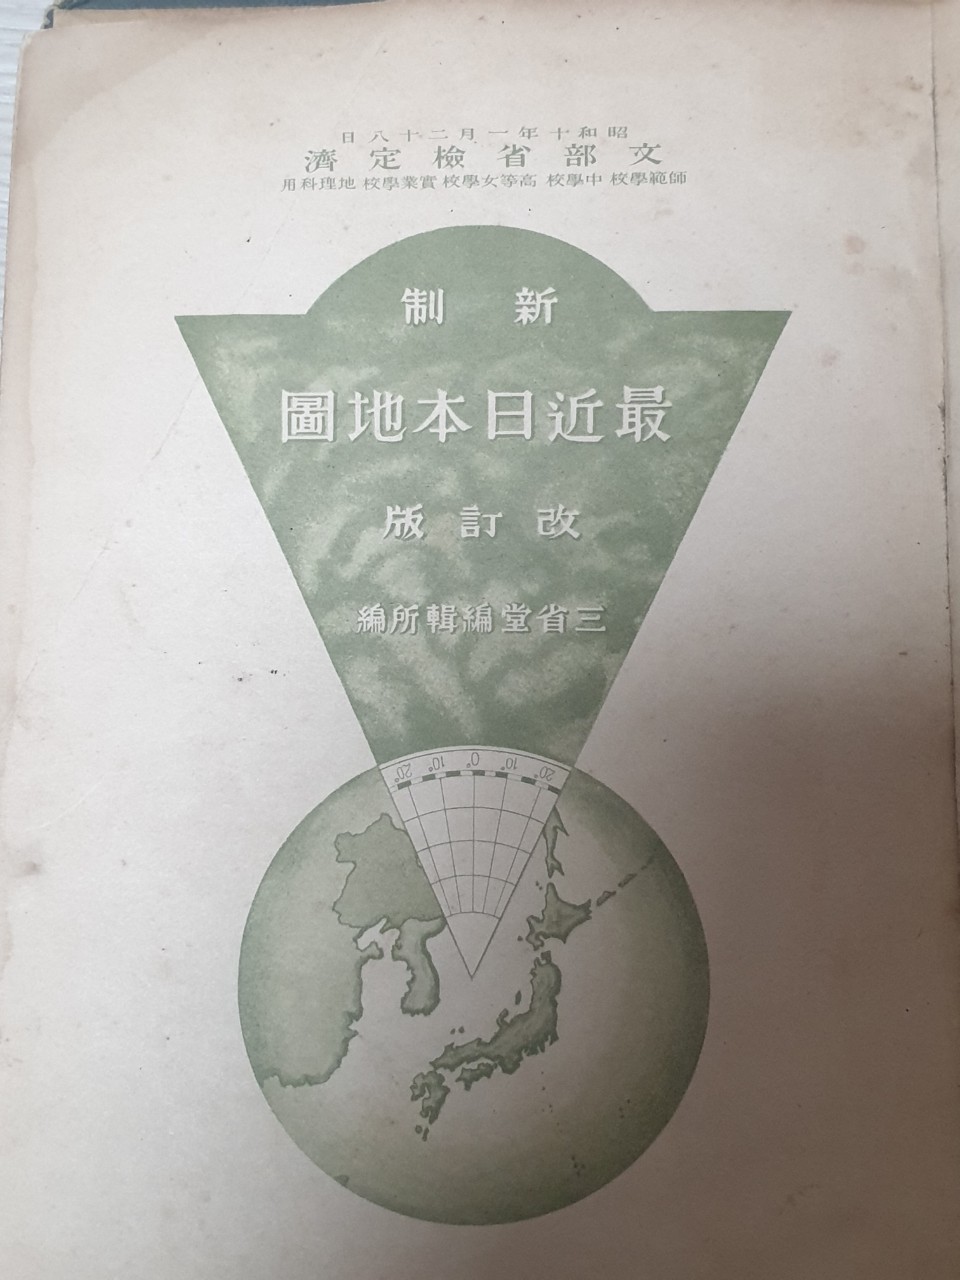 昭和十年一月二十八日
文部省檢定濟
師範學校 中學校 高等女學校 實業學校 地理科用
新制
最近日本地圖
改訂版
三省堂編輯所編
20° 10° 0° 10° 20°